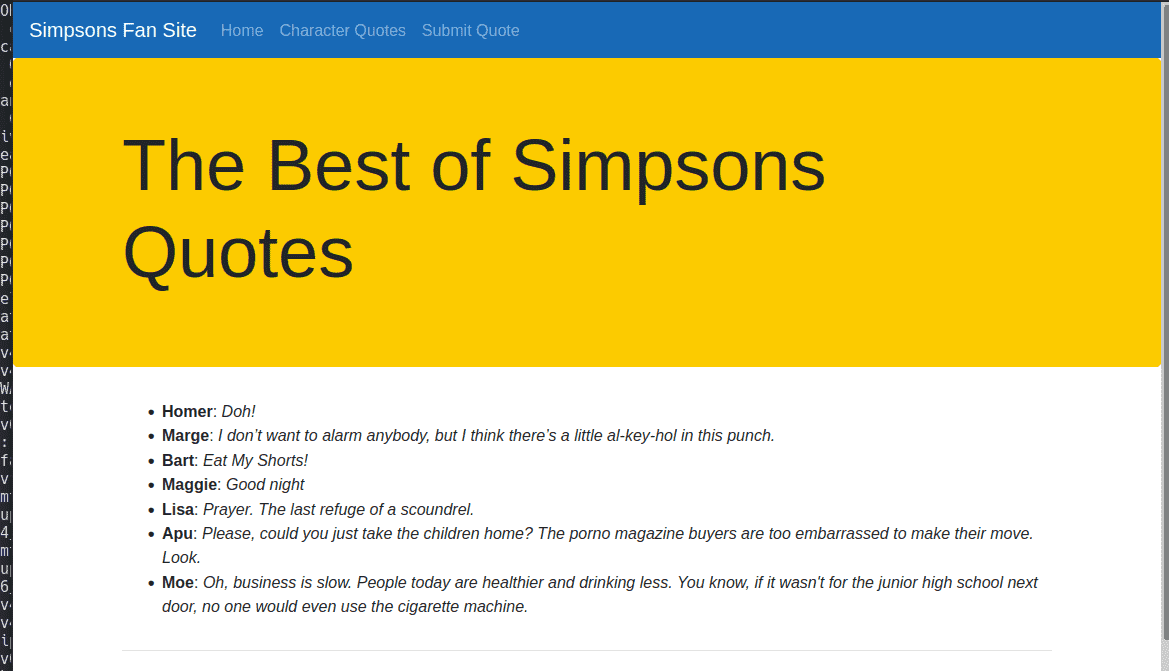 Simpsons Fan Site Home Character Quotes Submit Quote
The Best of Simpsons
Quotes
• Homer: Doh!
• Marge: I don’t want to alarm anybody, but I think there’s a little al-key-hol in this punch.
• Bart: Eat My Shorts!
• Maggie: Good night
• Lisa: Prayer. The last refuge of a scoundrel.
• Apu: Please, could you just take the children home? The porno magazine buyers are too embarrassed to make their move.
Look.
• Moe: Oh, business is slow. People today are healthier and drinking less. You know, if it wasn't for the junior high school next
door, no one would even use the cigarette machine.